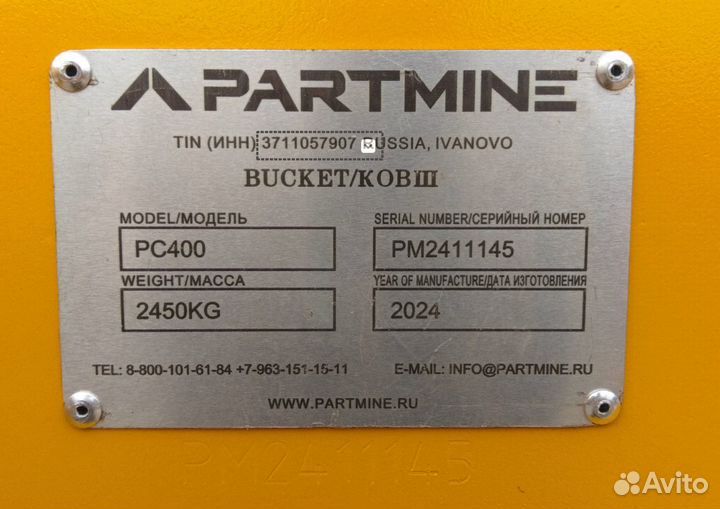 PARTMINE
TIN (ИНН) 3711057907 RUSSIA, IVANOVO
BUCKET/КОВШ
MODEL/МОДЕЛЬ
PC400
SERIAL NUMBER/СЕРИЙНЫЙ НОМЕР
PM2411145
WEIGHT/МАССА
2450KG
YEAR OF MANUFACTURE/DАТА ИЗГОТОВЛЕНИЯ
2024
TEL: 8-800-101-61-84 +7-963-151-15-11
E-MAIL: INFO@PARTMINE.RU
WWW.PARTMINE.RU
PM2411145
Avito